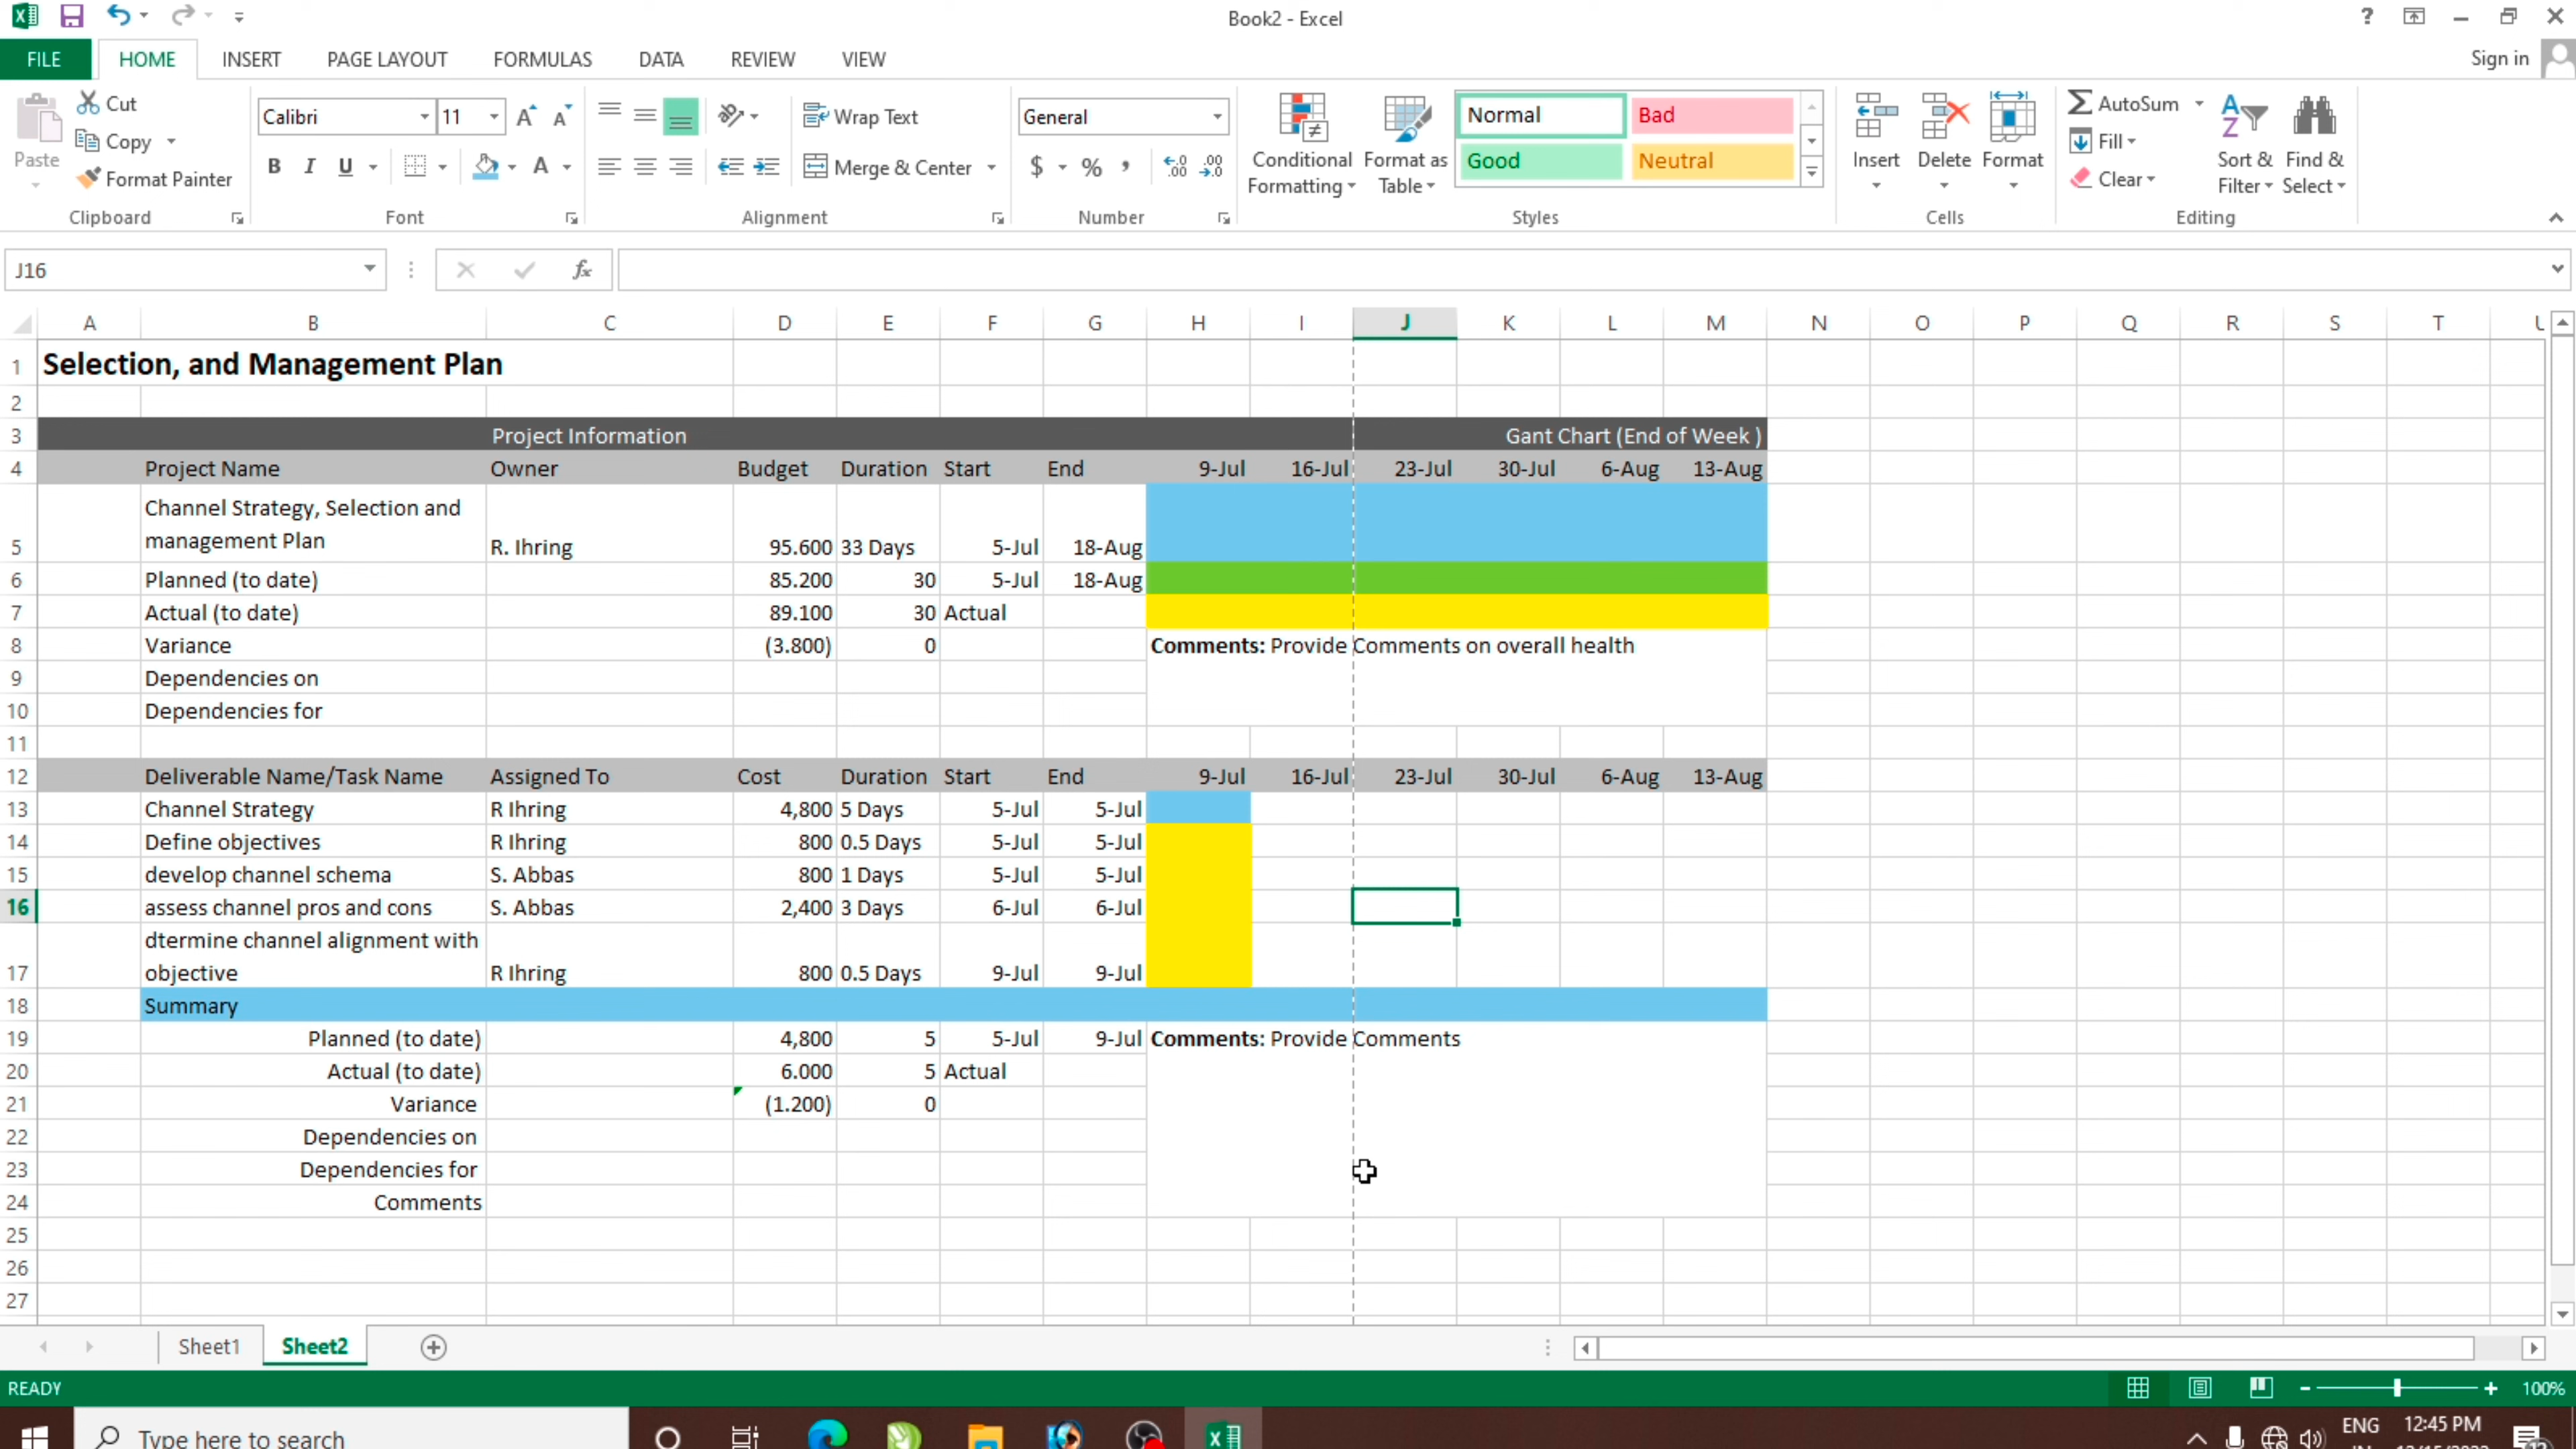 Book2 - Excel
FILE HOME INSERT PAGE LAYOUT FORMULAS DATA REVIEW VIEW Sign in
Paste Cut Copy Format Painter Clipboard
Calibri 11 B I U A Font
Wrap Text Merge & Center Alignment
General $ % , Number
Conditional Formatting Format as Table Normal Bad Good Neutral Styles
Insert Delete Format Cells
AutoSum Fill Clear Sort & Filter Find & Select Editing
J16 fx
A B C D E F G H I J K L M N O P Q R S T
1 Selection, and Management Plan
2
3 Project Information Gant Chart (End of Week )
4 Project Name Owner Budget Duration Start End 9-Jul 16-Jul 23-Jul 30-Jul 6-Aug 13-Aug
Channel Strategy, Selection and
5 management Plan R. Ihring 95.600 33 Days 5-Jul 18-Aug
6 Planned (to date) 85.200 30 5-Jul 18-Aug
7 Actual (to date) 89.100 30 Actual
8 Variance (3.800) 0 Comments: Provide Comments on overall health
9 Dependencies on
10 Dependencies for
11
12 Deliverable Name/Task Name Assigned To Cost Duration Start End 9-Jul 16-Jul 23-Jul 30-Jul 6-Aug 13-Aug
13 Channel Strategy R Ihring 4,800 5 Days 5-Jul 5-Jul
14 Define objectives R Ihring 800 0.5 Days 5-Jul 5-Jul
15 develop channel schema S. Abbas 800 1 Days 5-Jul 5-Jul
16 assess channel pros and cons S. Abbas 2,400 3 Days 6-Jul 6-Jul
dtermine channel alignment with
17 objective R Ihring 800 0.5 Days 9-Jul 9-Jul
18 Summary
19 Planned (to date) 4,800 5 5-Jul 9-Jul Comments: Provide Comments
20 Actual (to date) 6.000 5 Actual
21 Variance (1.200) 0
22 Dependencies on
23 Dependencies for
24 Comments
25
26
27
Sheet1 Sheet2
READY 100%
Type here to search ENG 12:45 PM